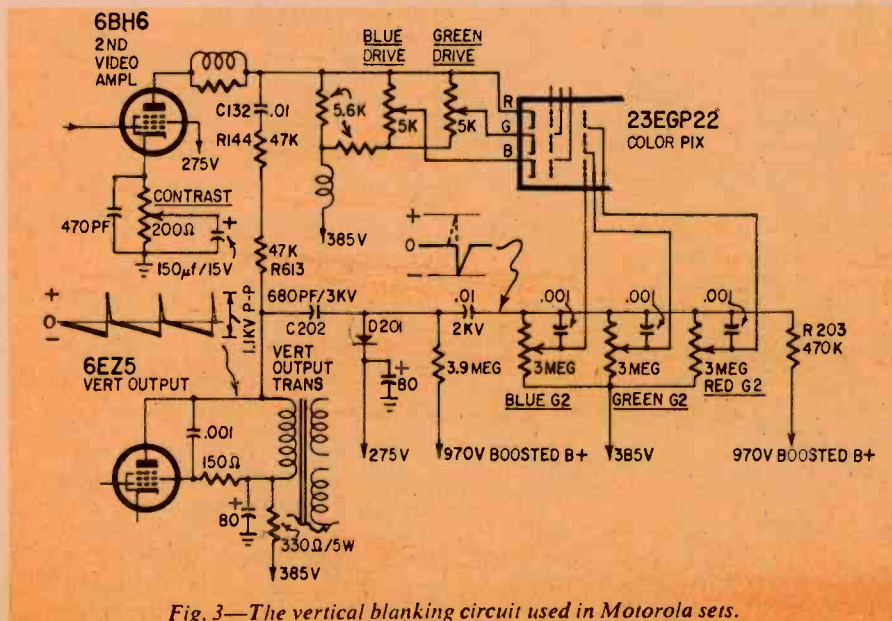 6BH6
2ND
VIDEO
AMPL
BLUE
DRIVE
GREEN
DRIVE
C132
.01
R144
47K
5.6K
5K
5K
R
G
B
23EGP22
COLOR PIX
275V
CONTRAST
470PF
200Ω
+
150µf/15V
385V
47K
R613
+
0
−
+
0
−
1.1KV P-P
680PF/3KV
C202
D201
.01
2KV
.001
.001
.001
R203
470K
6EZ5
VERT OUTPUT
VERT
OUTPUT
TRANS
+
80
3.9 MEG
3MEG
3MEG
3MEG
BLUE G2
GREEN G2
RED G2
.001
150Ω
275V
970V BOOSTED B+
385V
970V BOOSTED B+
+
80
330Ω/5W
385V
Fig. 3—The vertical blanking circuit used in Motorola sets.